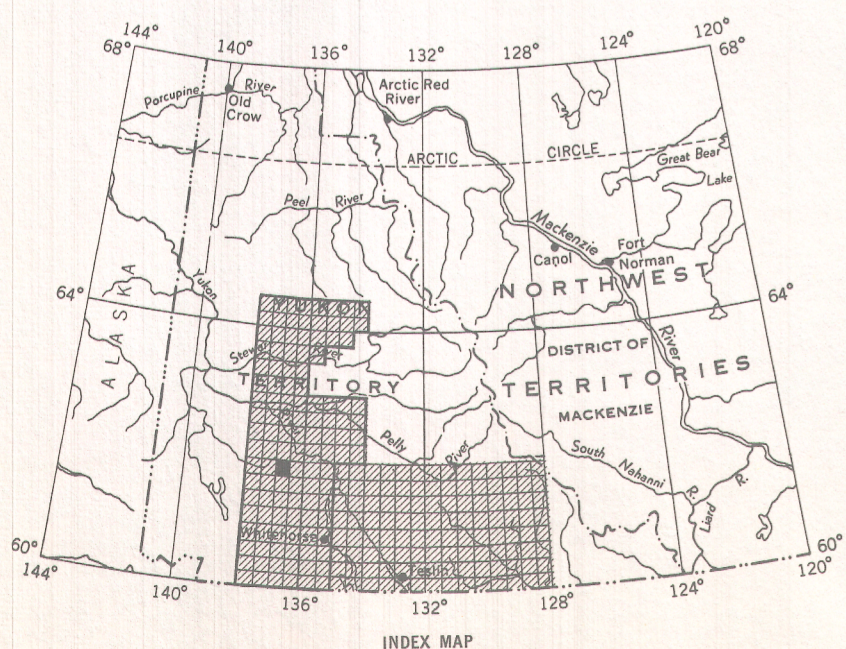 144°
68°
140°
136°
132°
128°
124°
120°
68°
Porcupine River
Old
Crow
Arctic Red
River
ARCTIC CIRCLE
Great Bear
Lake
Peel River
Mackenzie
Canol
Fort
Norman
NORTHWEST
64°
Yukon
ALASKA
YUKON
64°
Stewart River
TERRITORY
DISTRICT OF
TERRITORIES
MACKENZIE
River
Pelly
River
South Nahanni R.
Liard R.
Whitehorse
Teslin
60°
144°
140°
136°
132°
128°
124°
60°
120°
INDEX MAP